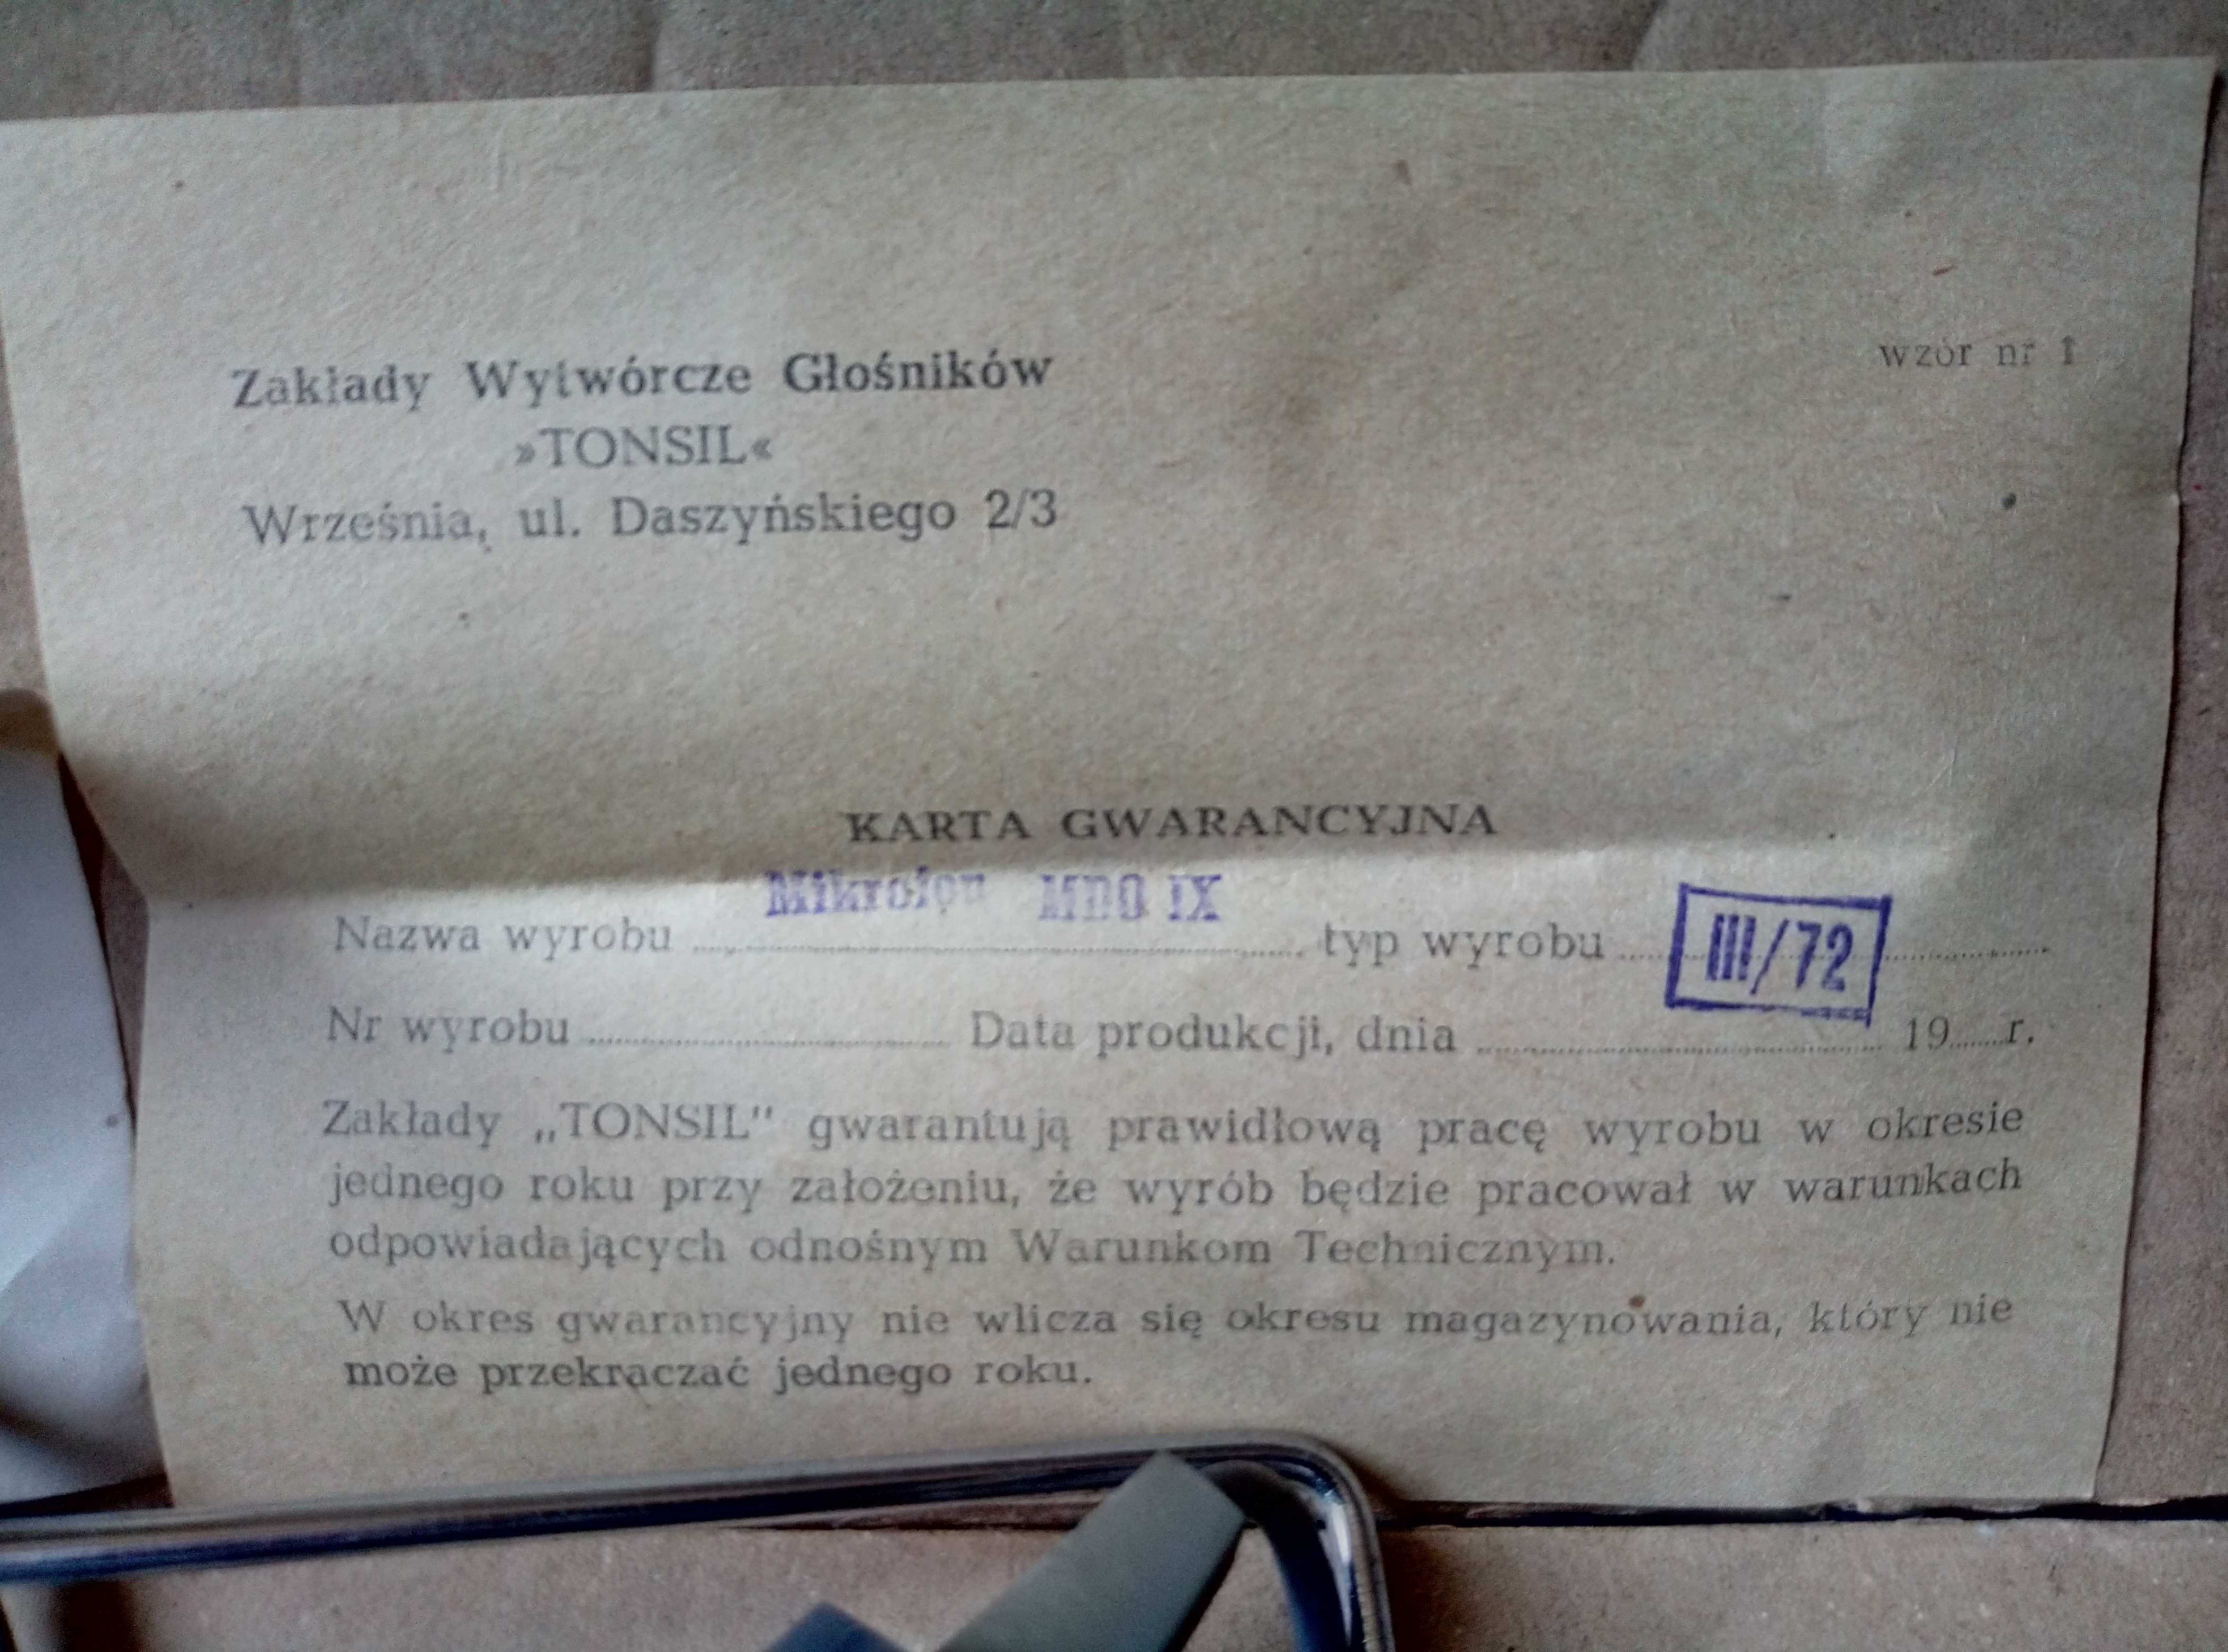 Zakłady Wytwórcze Głośników
wzór nr 1
»TONSIL«
Września, ul. Daszyńskiego 2/3
KARTA GWARANCYJNA
Mikrofon MDO IX
III/72
Nazwa wyrobu ........................ typ wyrobu ........................
Nr wyrobu ........................ Data produkcji, dnia ........................ 19......r.
Zakłady „TONSIL" gwarantują prawidłową pracę wyrobu w okresie
jednego roku przy założeniu, że wyrób będzie pracował w warunkach
odpowiadających odnośnym Warunkom Technicznym.
W okres gwarancyjny nie wlicza się okresu magazynowania, który nie
może przekraczać jednego roku.